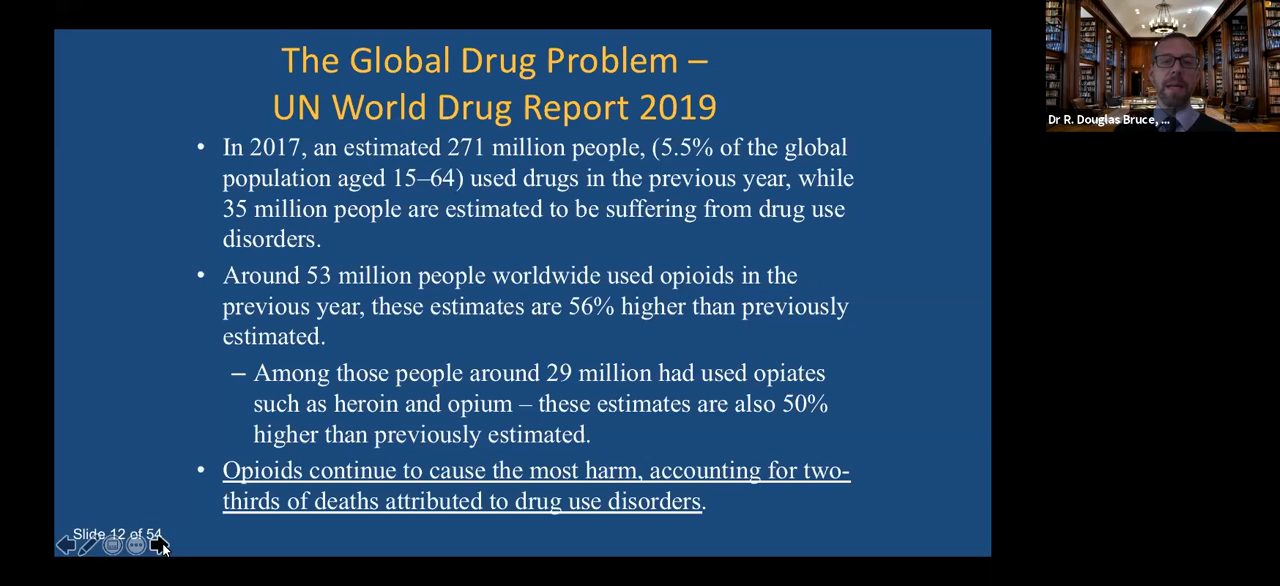 The Global Drug Problem –
UN World Drug Report 2019
• In 2017, an estimated 271 million people, (5.5% of the global
population aged 15–64) used drugs in the previous year, while
35 million people are estimated to be suffering from drug use
disorders.
• Around 53 million people worldwide used opioids in the
previous year, these estimates are 56% higher than previously
estimated.
– Among those people around 29 million had used opiates
such as heroin and opium – these estimates are also 50%
higher than previously estimated.
• Opioids continue to cause the most harm, accounting for two-
thirds of deaths attributed to drug use disorders.
Slide 12 of 54
Dr R. Douglas Bruce, ...